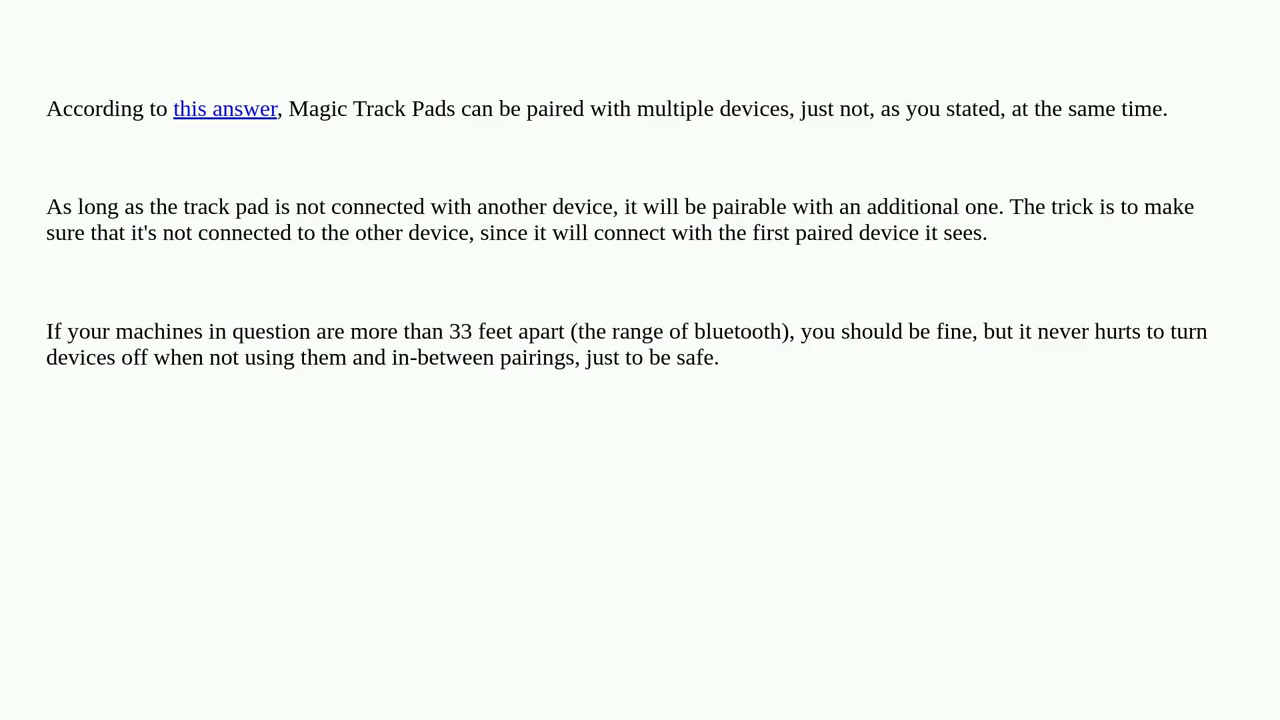 According to this answer, Magic Track Pads can be paired with multiple devices, just not, as you stated, at the same time.
As long as the track pad is not connected with another device, it will be pairable with an additional one. The trick is to make
sure that it's not connected to the other device, since it will connect with the first paired device it sees.
If your machines in question are more than 33 feet apart (the range of bluetooth), you should be fine, but it never hurts to turn
devices off when not using them and in-between pairings, just to be safe.